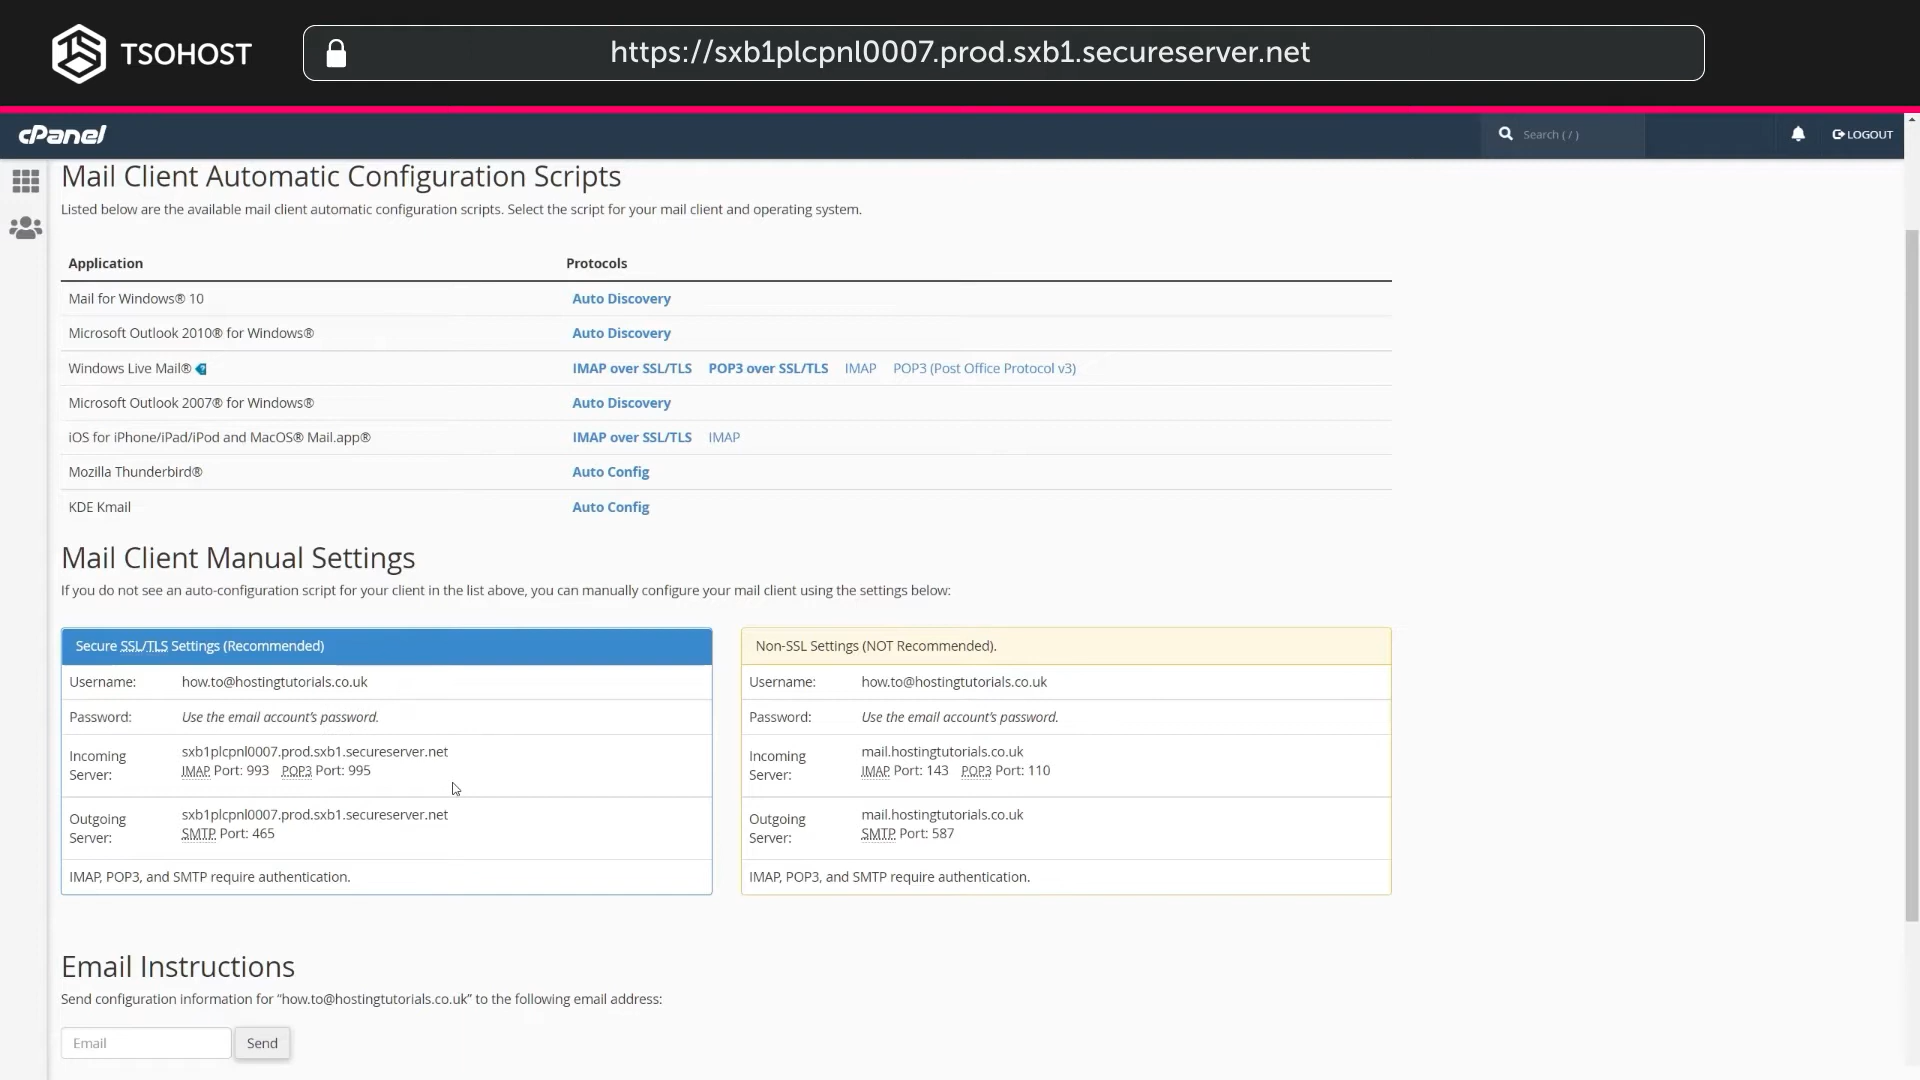 TSOHOST
https://sxb1plcpnl0007.prod.sxb1.secureserver.net
cPanel
Search ( / )
LOGOUT
Mail Client Automatic Configuration Scripts
Listed below are the available mail client automatic configuration scripts. Select the script for your mail client and operating system.
Application Protocols
Mail for Windows® 10 Auto Discovery
Microsoft Outlook 2010® for Windows® Auto Discovery
Windows Live Mail® IMAP over SSL/TLS POP3 over SSL/TLS IMAP POP3 (Post Office Protocol v3)
Microsoft Outlook 2007® for Windows® Auto Discovery
iOS for iPhone/iPad/iPod and MacOS® Mail.app® IMAP over SSL/TLS IMAP
Mozilla Thunderbird® Auto Config
KDE Kmail Auto Config
Mail Client Manual Settings
If you do not see an auto-configuration script for your client in the list above, you can manually configure your mail client using the settings below:
Secure SSL/TLS Settings (Recommended)
Username: how.to@hostingtutorials.co.uk
Password: Use the email account's password.
Incoming Server: sxb1plcpnl0007.prod.sxb1.secureserver.net
IMAP Port: 993 POP3 Port: 995
Outgoing Server: sxb1plcpnl0007.prod.sxb1.secureserver.net
SMTP Port: 465
IMAP, POP3, and SMTP require authentication.
Non-SSL Settings (NOT Recommended).
Username: how.to@hostingtutorials.co.uk
Password: Use the email account's password.
Incoming Server: mail.hostingtutorials.co.uk
IMAP Port: 143 POP3 Port: 110
Outgoing Server: mail.hostingtutorials.co.uk
SMTP Port: 587
IMAP, POP3, and SMTP require authentication.
Email Instructions
Send configuration information for "how.to@hostingtutorials.co.uk" to the following email address:
Email Send